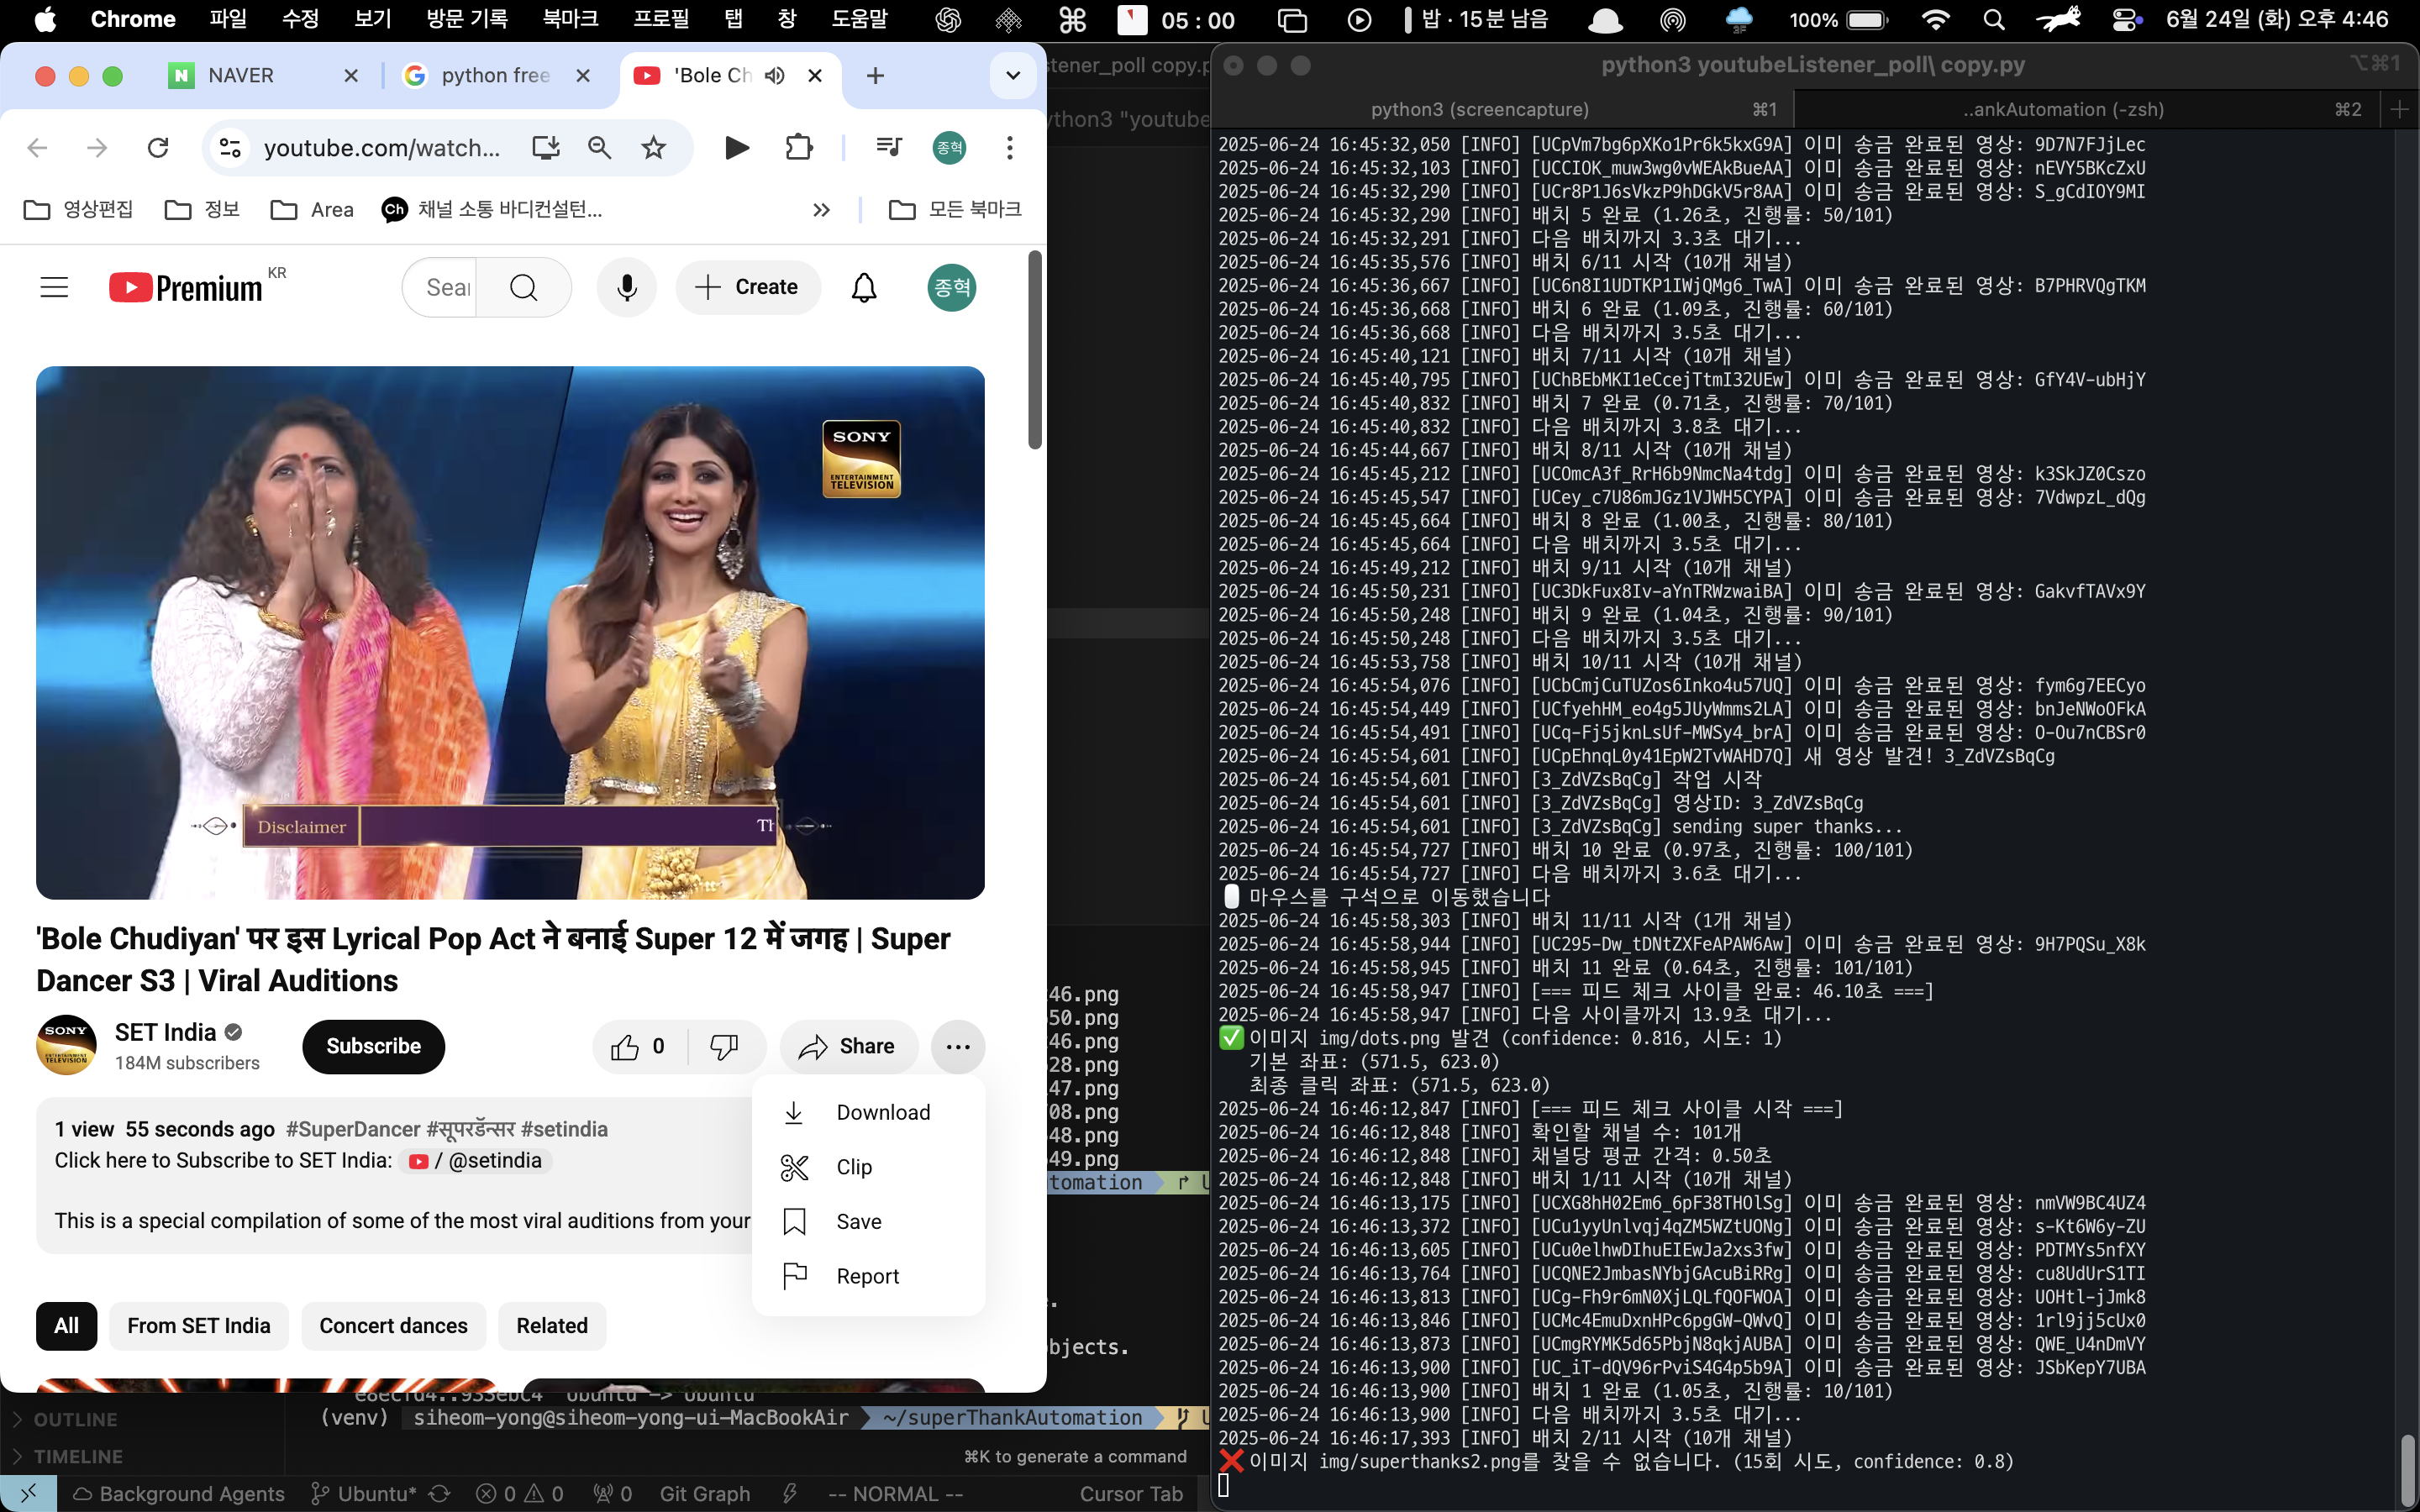 Chrome 파일 수정 보기 방문 기록 북마크 프로필 탭 창 도움말 05 : 00 밥 · 15분 남음 100% 6월 24일 (화) 오후 4:46
NAVER
python free
'Bole Ch
youtube.com/watch...
종혁
영상편집 정보 Area Ch 채널 소통 바디컨설턴... 모든 북마크
Premium KR
Sear
Create
종혁
SONY
ENTERTAINMENT
TELEVISION
Disclaimer
Th
'Bole Chudiyan' पर इस Lyrical Pop Act ने बनाई Super 12 में जगह | Super
Dancer S3 | Viral Auditions
SONY
ENTERTAINMENT
TELEVISION
SET India
184M subscribers
Subscribe
0
Share
1 view 55 seconds ago #SuperDancer #सूपरडॅन्सर #setindia
Click here to Subscribe to SET India: / @setindia
This is a special compilation of some of the most viral auditions from your
Download
Clip
Save
Report
All
From SET India
Concert dances
Related
stener_poll copy.p
ython3 "youtube
46.png
50.png
46.png
28.png
47.png
08.png
48.png
49.png
tomation
bjects.
e8ecfd4..933ebc4 Ubuntu -> Ubuntu
(venv) siheom-yong@siheom-yong-ui-MacBookAir ~/superThankAutomation
OUTLINE
TIMELINE
⌘K to generate a command
Background Agents Ubuntu* 0 0 0 Git Graph -- NORMAL -- Cursor Tab
python3 youtubeListener_poll\ copy.py
⌥⌘1
python3 (screencapture) ⌘1
..ankAutomation (-zsh) ⌘2
2025-06-24 16:45:32,050 [INFO] [UCpVm7bg6pXKo1Pr6k5kxG9A] 이미 송금 완료된 영상: 9D7N7FJjLec
2025-06-24 16:45:32,103 [INFO] [UCCIOK_muw3wg0vWEAkBueAA] 이미 송금 완료된 영상: nEVY5BKcZxU
2025-06-24 16:45:32,290 [INFO] [UCr8P1J6sVkzP9hDGkV5r8AA] 이미 송금 완료된 영상: S_gCdIOY9MI
2025-06-24 16:45:32,290 [INFO] 배치 5 완료 (1.26초, 진행률: 50/101)
2025-06-24 16:45:32,291 [INFO] 다음 배치까지 3.3초 대기...
2025-06-24 16:45:35,576 [INFO] 배치 6/11 시작 (10개 채널)
2025-06-24 16:45:36,667 [INFO] [UC6n8I1UDTKP1IWjQMg6_TwA] 이미 송금 완료된 영상: B7PHRVQgTKM
2025-06-24 16:45:36,668 [INFO] 배치 6 완료 (1.09초, 진행률: 60/101)
2025-06-24 16:45:36,668 [INFO] 다음 배치까지 3.5초 대기...
2025-06-24 16:45:40,121 [INFO] 배치 7/11 시작 (10개 채널)
2025-06-24 16:45:40,795 [INFO] [UChBEbMKI1eCcejTtmI32UEw] 이미 송금 완료된 영상: GfY4V-ubHjY
2025-06-24 16:45:40,832 [INFO] 배치 7 완료 (0.71초, 진행률: 70/101)
2025-06-24 16:45:40,832 [INFO] 다음 배치까지 3.8초 대기...
2025-06-24 16:45:44,667 [INFO] 배치 8/11 시작 (10개 채널)
2025-06-24 16:45:45,212 [INFO] [UCOmcA3f_RrH6b9NmcNa4tdg] 이미 송금 완료된 영상: k3SkJZ0Cszo
2025-06-24 16:45:45,547 [INFO] [UCey_c7U86mJGz1VJWH5CYPA] 이미 송금 완료된 영상: 7VdwpzL_dQg
2025-06-24 16:45:45,664 [INFO] 배치 8 완료 (1.00초, 진행률: 80/101)
2025-06-24 16:45:45,664 [INFO] 다음 배치까지 3.5초 대기...
2025-06-24 16:45:49,212 [INFO] 배치 9/11 시작 (10개 채널)
2025-06-24 16:45:50,231 [INFO] [UC3DkFux8Iv-aYnTRWzwaiBA] 이미 송금 완료된 영상: GakvfTAVx9Y
2025-06-24 16:45:50,248 [INFO] 배치 9 완료 (1.04초, 진행률: 90/101)
2025-06-24 16:45:50,248 [INFO] 다음 배치까지 3.5초 대기...
2025-06-24 16:45:53,758 [INFO] 배치 10/11 시작 (10개 채널)
2025-06-24 16:45:54,076 [INFO] [UCbCmjCuTUZos6Inko4u57UQ] 이미 송금 완료된 영상: fym6g7EECyo
2025-06-24 16:45:54,449 [INFO] [UCfyehHM_eo4g5JUyWmms2LA] 이미 송금 완료된 영상: bnJeNWoOFkA
2025-06-24 16:45:54,491 [INFO] [UCq-Fj5jknLsUf-MWSy4_brA] 이미 송금 완료된 영상: O-Ou7nCBSr0
2025-06-24 16:45:54,601 [INFO] [UCpEhnqL0y41EpW2TvWAHD7Q] 새 영상 발견! 3_ZdVZsBqCg
2025-06-24 16:45:54,601 [INFO] [3_ZdVZsBqCg] 작업 시작
2025-06-24 16:45:54,601 [INFO] [3_ZdVZsBqCg] 영상ID: 3_ZdVZsBqCg
2025-06-24 16:45:54,601 [INFO] [3_ZdVZsBqCg] sending super thanks...
2025-06-24 16:45:54,727 [INFO] 배치 10 완료 (0.97초, 진행률: 100/101)
2025-06-24 16:45:54,727 [INFO] 다음 배치까지 3.6초 대기...
마우스를 구석으로 이동했습니다
2025-06-24 16:45:58,303 [INFO] 배치 11/11 시작 (1개 채널)
2025-06-24 16:45:58,944 [INFO] [UC295-Dw_tDNtZXFeAPAW6Aw] 이미 송금 완료된 영상: 9H7PQSu_X8k
2025-06-24 16:45:58,945 [INFO] 배치 11 완료 (0.64초, 진행률: 101/101)
2025-06-24 16:45:58,947 [INFO] [=== 피드 체크 사이클 완료: 46.10초 ===]
2025-06-24 16:45:58,947 [INFO] 다음 사이클까지 13.9초 대기...
✅ 이미지 img/dots.png 발견 (confidence: 0.816, 시도: 1)
기본 좌표: (571.5, 623.0)
최종 클릭 좌표: (571.5, 623.0)
2025-06-24 16:46:12,847 [INFO] [=== 피드 체크 사이클 시작 ===]
2025-06-24 16:46:12,848 [INFO] 확인할 채널 수: 101개
2025-06-24 16:46:12,848 [INFO] 채널당 평균 간격: 0.50초
2025-06-24 16:46:12,848 [INFO] 배치 1/11 시작 (10개 채널)
2025-06-24 16:46:13,175 [INFO] [UCXG8hH02Em6_6pF38THOlSg] 이미 송금 완료된 영상: nmVW9BC4UZ4
2025-06-24 16:46:13,372 [INFO] [UCu1yyUnlvqj4qZM5WZtUONg] 이미 송금 완료된 영상: s-Kt6W6y-ZU
2025-06-24 16:46:13,605 [INFO] [UCu0elhwDIhuEIEwJa2xs3fw] 이미 송금 완료된 영상: PDTMYs5nfXY
2025-06-24 16:46:13,764 [INFO] [UCQNE2JmbasNYbjGAcuBiRRg] 이미 송금 완료된 영상: cu8UdUrS1TI
2025-06-24 16:46:13,813 [INFO] [UCg-Fh9r6mN0XjLQLfQOFWOA] 이미 송금 완료된 영상: UOHtl-jJmk8
2025-06-24 16:46:13,846 [INFO] [UCMc4EmuDxnHPc6pgGW-QWvQ] 이미 송금 완료된 영상: 1rl9jj5cUx0
2025-06-24 16:46:13,873 [INFO] [UCmgRYMK5d65PbjN8qkjAUBA] 이미 송금 완료된 영상: QWE_U4nDmVY
2025-06-24 16:46:13,900 [INFO] [UC_iT-dQV96rPviS4G4p5b9A] 이미 송금 완료된 영상: JSbKepY7UBA
2025-06-24 16:46:13,900 [INFO] 배치 1 완료 (1.05초, 진행률: 10/101)
2025-06-24 16:46:13,900 [INFO] 다음 배치까지 3.5초 대기...
2025-06-24 16:46:17,393 [INFO] 배치 2/11 시작 (10개 채널)
❌ 이미지 img/superthanks2.png를 찾을 수 없습니다. (15회 시도, confidence: 0.8)